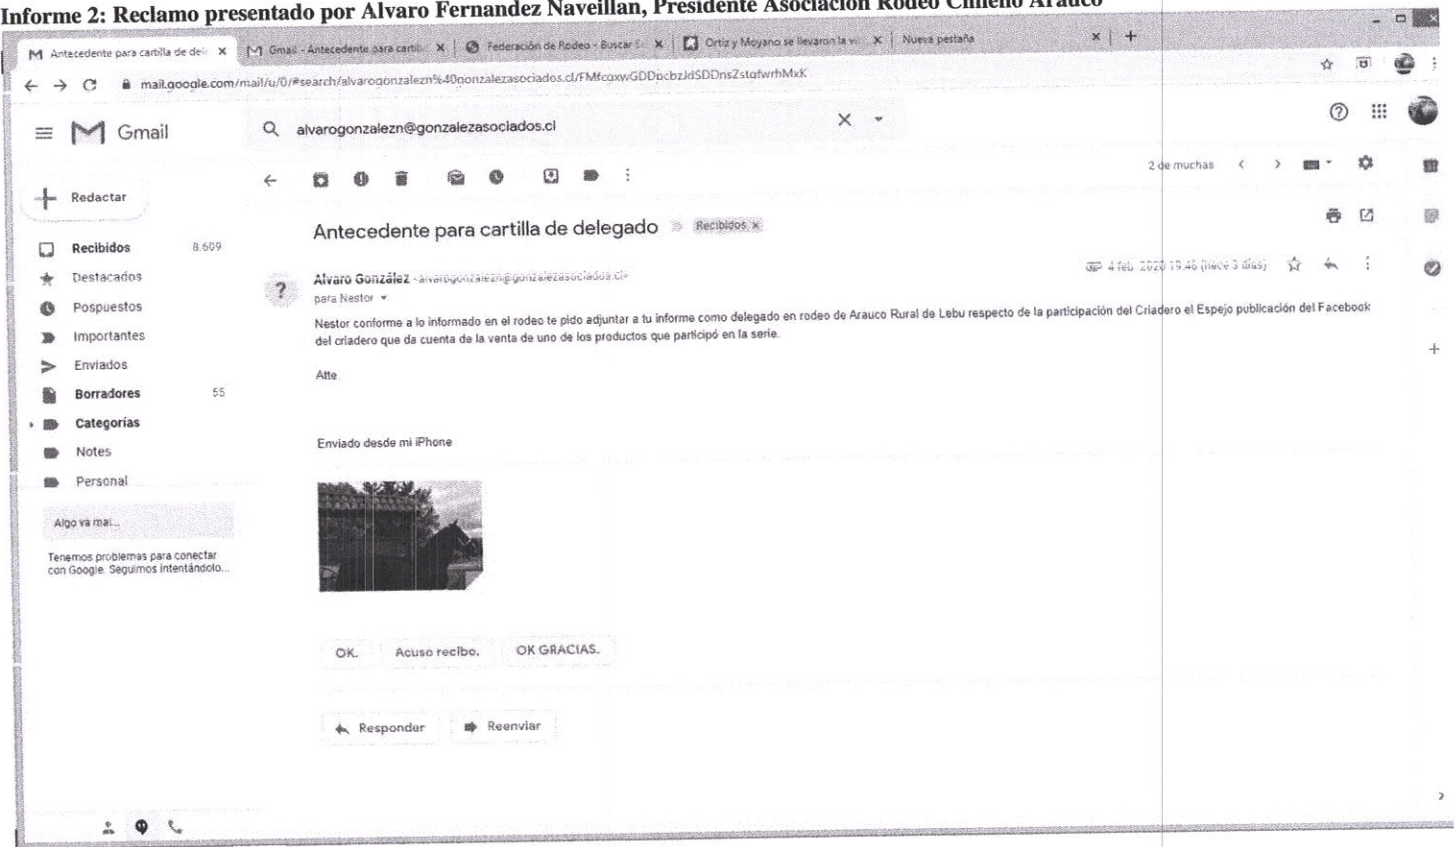 Informe 2: Reclamo presentado por Alvaro Fernandez Naveillan, Presidente Asociación Rodeo Chileno Arauco
Antecedente para cartilla de del
Gmail - Antecedente para cartil
Federación de Rodeo - Buscar
Ortiz y Moyano se llevaron la
Nueva pestaña
mail.google.com/mail/u/0/#search/alvarogonzalezn%40gonzalezasociados.cl/
Gmail
alvarogonzalezn@gonzalezasociados.cl
2 de muchas
Redactar
Recibidos 8.609
Destacados
Pospuestos
Importantes
Enviados
Borradores 55
Categorías
Notes
Personal
Algo va mal...
Tenemos problemas para conectar
con Google. Seguimos intentándolo...
Antecedente para cartilla de delegado Recibidos x
Alvaro González <alvarogonzalezn@gonzalezasociados.cl>
4 feb. 2020 19:46 (hace 3 días)
para Nestor
Nestor conforme a lo informado en el rodeo te pido adjuntar a tu informe como delegado en rodeo de Arauco Rural de Lebu respecto de la participación del Criadero el Espejo publicación del Facebook
del criadero que da cuenta de la venta de uno de los productos que participó en la serie.
Atte
Enviado desde mi iPhone
OK. Acuso recibo. OK GRACIAS.
Responder Reenviar